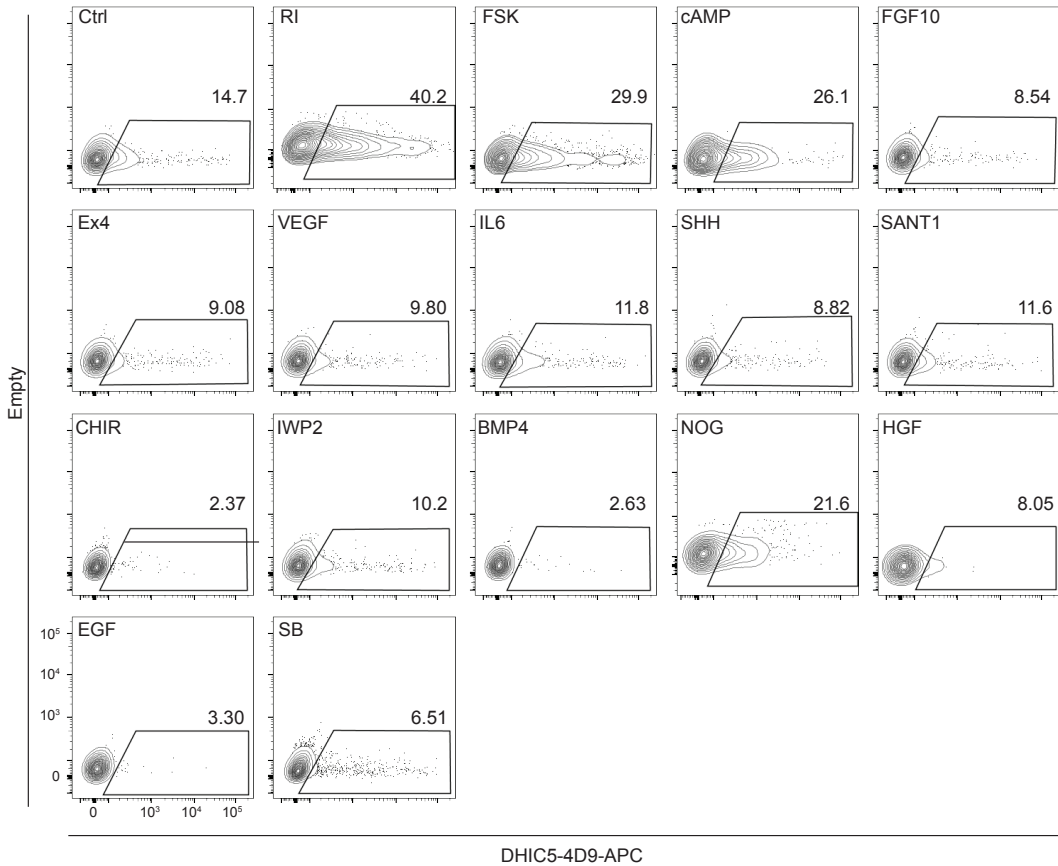 Ctrl
14.7
RI
40.2
FSK
29.9
cAMP
26.1
FGF10
8.54
Ex4
9.08
VEGF
9.80
IL6
11.8
SHH
8.82
SANT1
11.6
CHIR
2.37
IWP2
10.2
BMP4
2.63
NOG
21.6
HGF
8.05
EGF
3.30
SB
6.51
10⁵
10⁴
10³
0
0 10³ 10⁴ 10⁵
Empty
DHIC5-4D9-APC